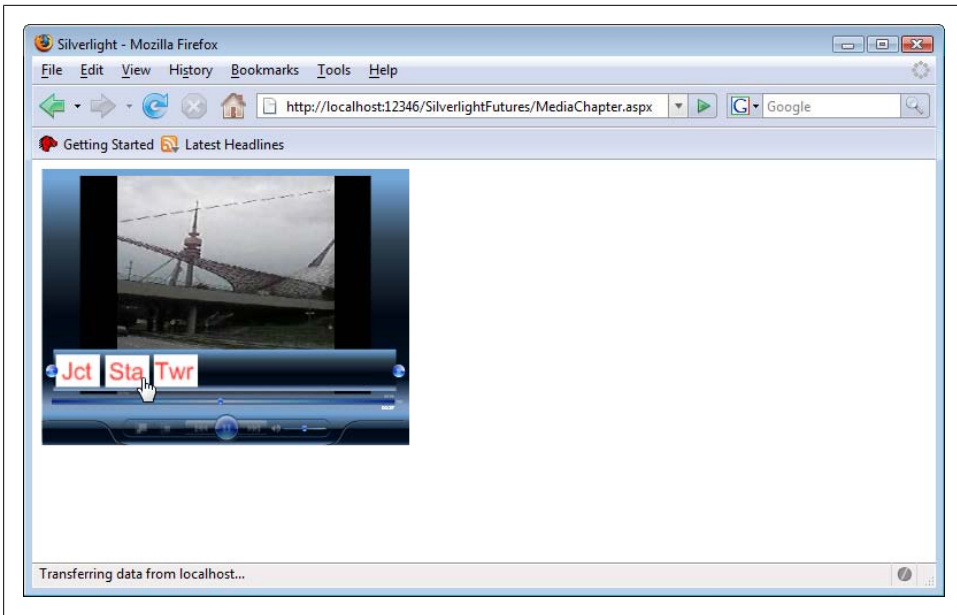 Silverlight - Mozilla Firefox
File Edit View History Bookmarks Tools Help
http://localhost:12346/SilverlightFutures/MediaChapter.aspx
G Google
Getting Started Latest Headlines
Jct Sta Twr
Transferring data from localhost...